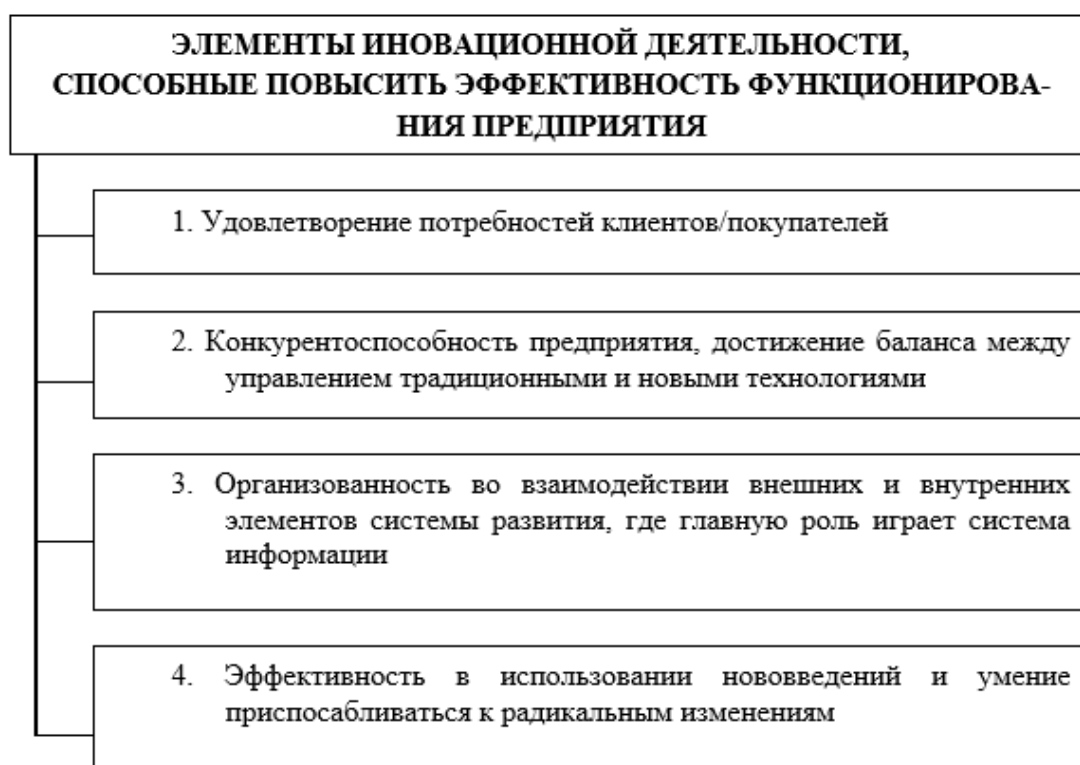 ЭЛЕМЕНТЫ ИНОВАЦИОННОЙ ДЕЯТЕЛЬНОСТИ,
СПОСОБНЫЕ ПОВЫСИТЬ ЭФФЕКТИВНОСТЬ ФУНКЦИОНИРОВА-
НИЯ ПРЕДПРИЯТИЯ
1. Удовлетворение потребностей клиентов/покупателей
2. Конкурентоспособность предприятия, достижение баланса между
управлением традиционными и новыми технологиями
3. Организованность во взаимодействии внешних и внутренних
элементов системы развития, где главную роль играет система
информации
4. Эффективность в использовании нововведений и умение
приспосабливаться к радикальным изменениям